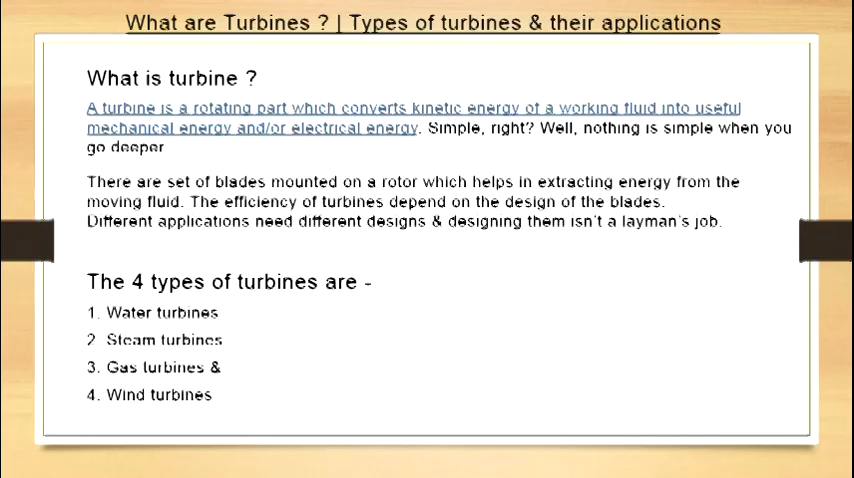 What are Turbines ? | Types of turbines & their applications
What is turbine ?
A turbine is a rotating part which converts kinetic energy of a working fluid into useful
mechanical energy and/or electrical energy. Simple, right? Well, nothing is simple when you
go deeper
There are set of blades mounted on a rotor which helps in extracting energy from the
moving fluid. The efficiency of turbines depend on the design of the blades.
Different applications need different designs & designing them isn't a layman's job.
The 4 types of turbines are -
1. Water turbines
2 Steam turbines
3. Gas turbines &
4. Wind turbines